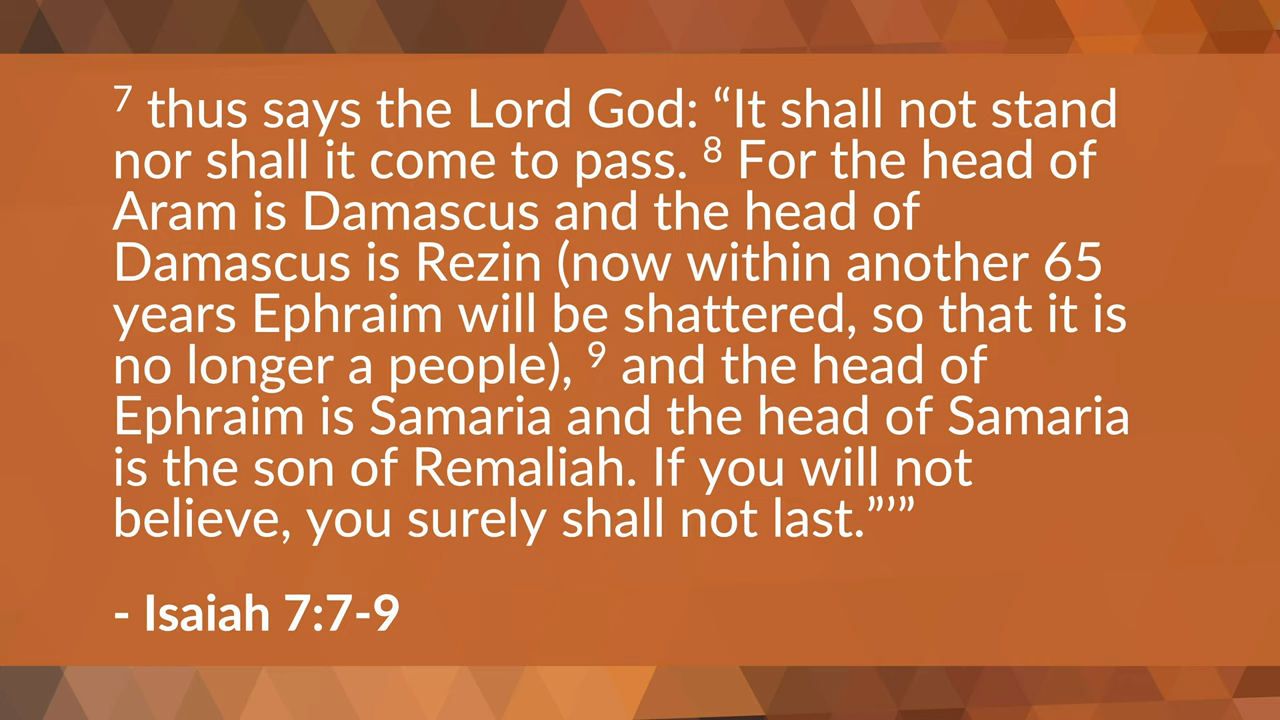 ⁷ thus says the Lord God: “It shall not stand
nor shall it come to pass. ⁸ For the head of
Aram is Damascus and the head of
Damascus is Rezin (now within another 65
years Ephraim will be shattered, so that it is
no longer a people), ⁹ and the head of
Ephraim is Samaria and the head of Samaria
is the son of Remaliah. If you will not
believe, you surely shall not last.”’”
- Isaiah 7:7-9